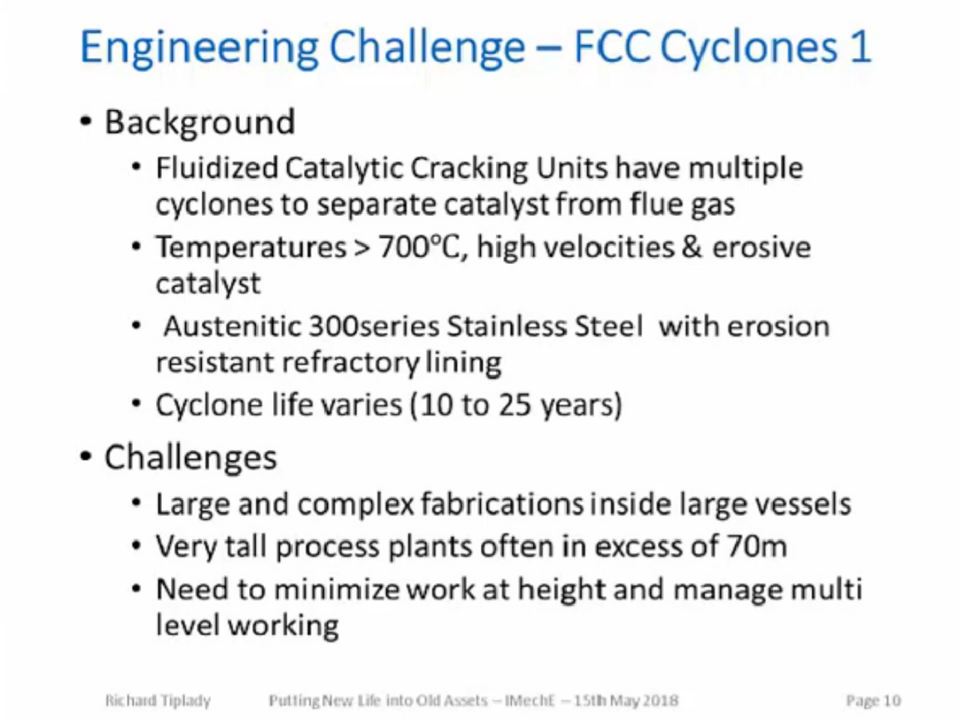 Engineering Challenge – FCC Cyclones 1
• Background
• Fluidized Catalytic Cracking Units have multiple
cyclones to separate catalyst from flue gas
• Temperatures > 700°C, high velocities & erosive
catalyst
• Austenitic 300series Stainless Steel with erosion
resistant refractory lining
• Cyclone life varies (10 to 25 years)
• Challenges
• Large and complex fabrications inside large vessels
• Very tall process plants often in excess of 70m
• Need to minimize work at height and manage multi
level working
Richard Tiplady Putting New Life into Old Assets – IMechE – 15th May 2018 Page 10